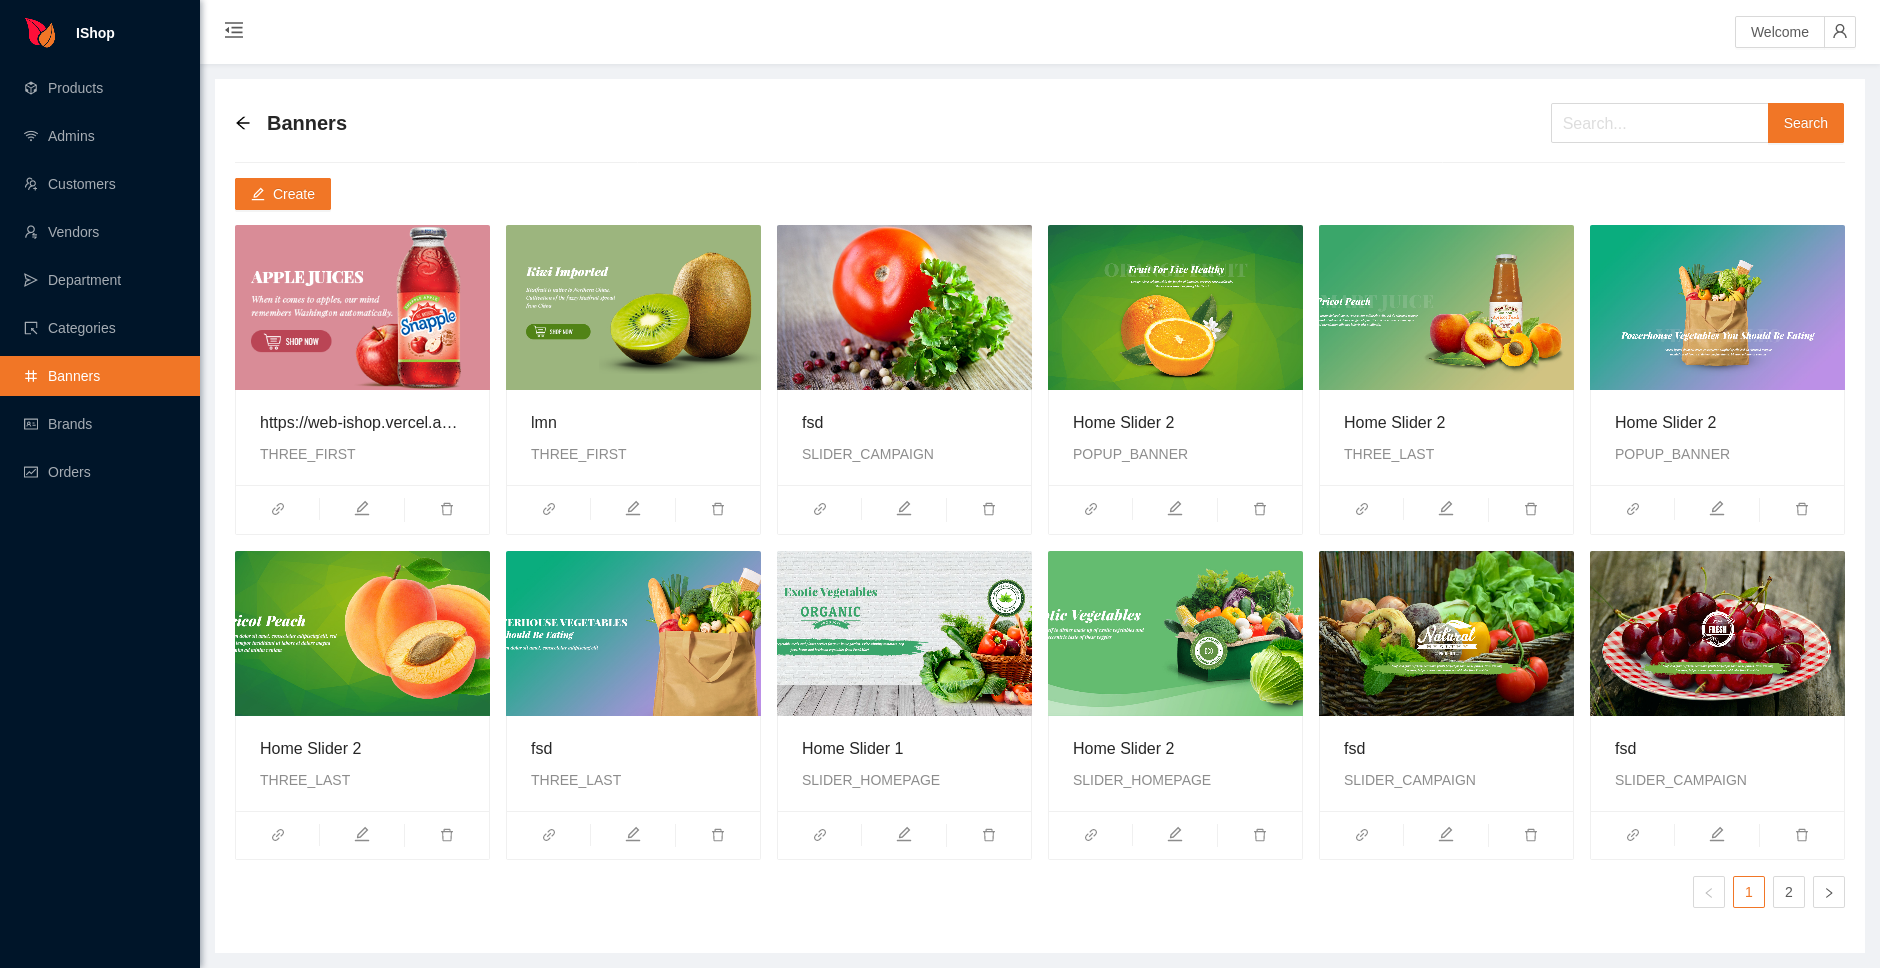 IShop
Welcome
Products
Admins
Customers
Vendors
Department
Categories
Banners
Brands
Orders
Banners
Search...
Search
Create
APPLE JUICES
When it comes to apples, our mind
remembers Washington automatically.
SHOP NOW
Snapple
Kiwi Imported
SHOP NOW
Fruit For Live Healthy
Pricot Peach
Powerhouse Vegetables You Should Be Eating
https://web-ishop.vercel.a...
THREE_FIRST
lmn
THREE_FIRST
fsd
SLIDER_CAMPAIGN
Home Slider 2
POPUP_BANNER
Home Slider 2
THREE_LAST
Home Slider 2
POPUP_BANNER
ricot Peach
ERHOUSE VEGETABLES
hould Be Eating
Exotic Vegetables
ORGANIC
otic Vegetables
Natural
HEALTHY
FRESH
Home Slider 2
THREE_LAST
fsd
THREE_LAST
Home Slider 1
SLIDER_HOMEPAGE
Home Slider 2
SLIDER_HOMEPAGE
fsd
SLIDER_CAMPAIGN
fsd
SLIDER_CAMPAIGN
1
2